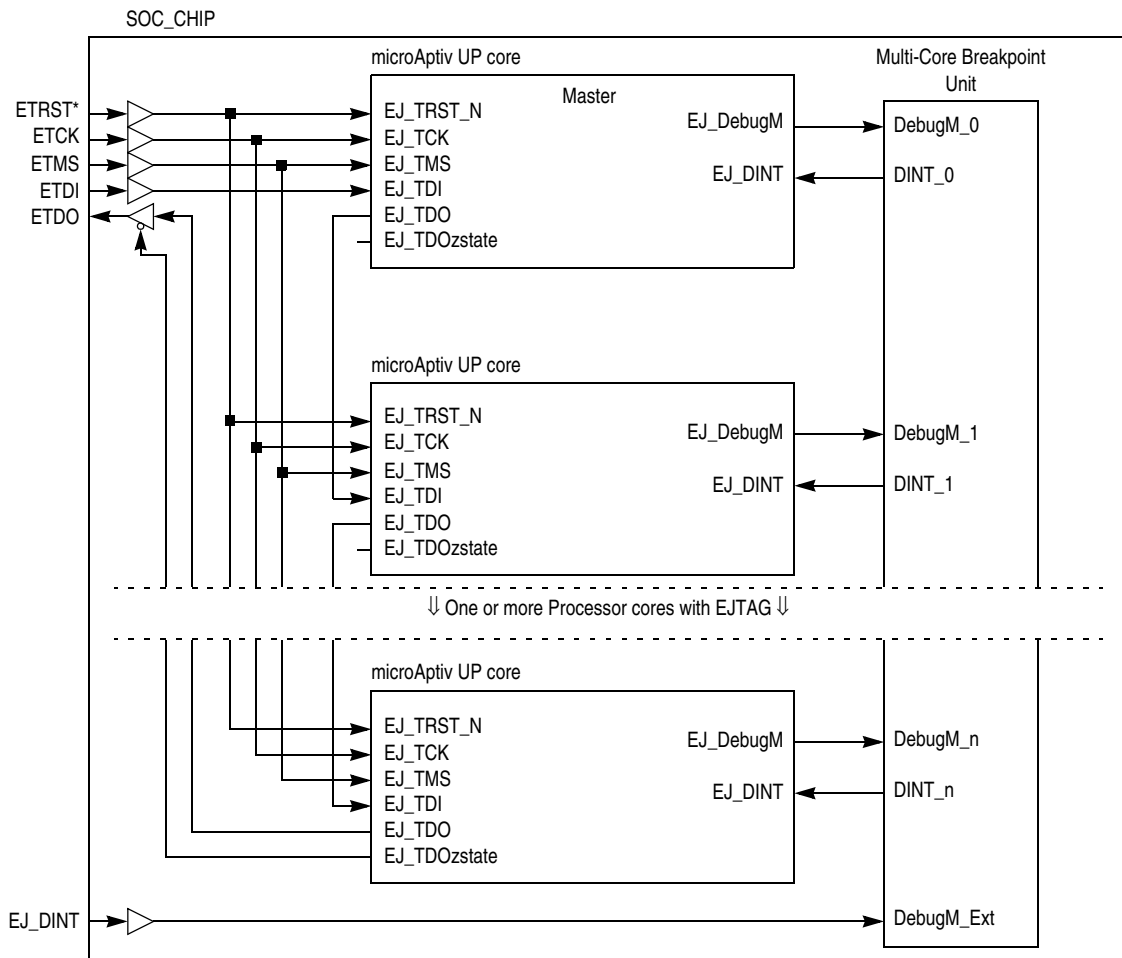 SOC_CHIP
microAptiv UP core
Multi-Core Breakpoint
Unit
ETRST*
ETCK
ETMS
ETDI
ETDO
Master
EJ_TRST_N
EJ_TCK
EJ_TMS
EJ_TDI
EJ_TDO
EJ_TDOzstate
EJ_DebugM
EJ_DINT
DebugM_0
DINT_0
microAptiv UP core
EJ_TRST_N
EJ_TCK
EJ_TMS
EJ_TDI
EJ_TDO
EJ_TDOzstate
EJ_DebugM
EJ_DINT
DebugM_1
DINT_1
⇓ One or more Processor cores with EJTAG ⇓
microAptiv UP core
EJ_TRST_N
EJ_TCK
EJ_TMS
EJ_TDI
EJ_TDO
EJ_TDOzstate
EJ_DebugM
EJ_DINT
DebugM_n
DINT_n
EJ_DINT
DebugM_Ext